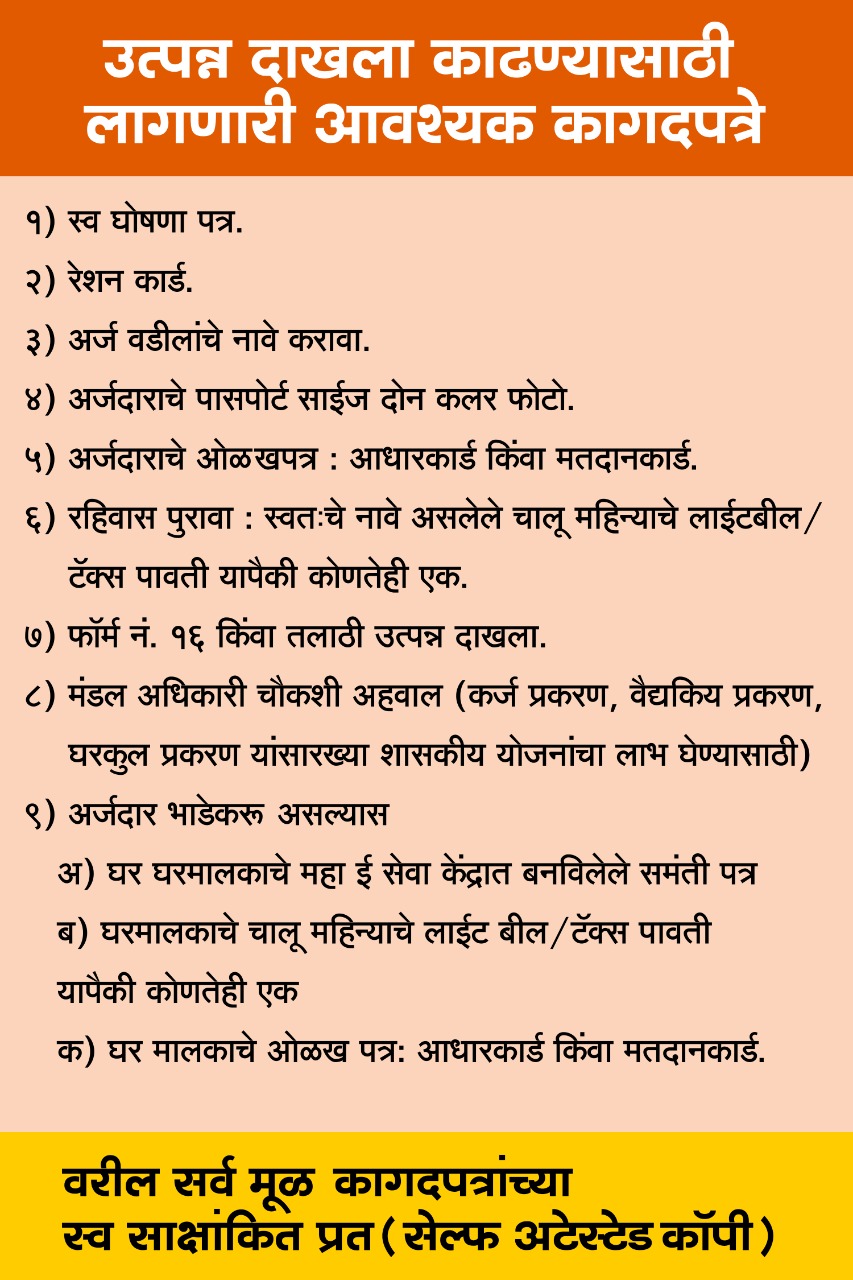 उत्पन्न दाखला काढण्यासाठी
लागणारी आवश्यक कागदपत्रे
१) स्व घोषणा पत्र.
२) रेशन कार्ड.
३) अर्ज वडीलांचे नावे करावा.
४) अर्जदाराचे पासपोर्ट साईज दोन कलर फोटो.
५) अर्जदाराचे ओळखपत्र : आधारकार्ड किंवा मतदानकार्ड.
६) रहिवास पुरावा : स्वतःचे नावे असलेले चालू महिन्याचे लाईटबील/
टॅक्स पावती यापैकी कोणतेही एक.
७) फॉर्म नं. १६ किंवा तलाठी उत्पन्न दाखला.
८) मंडल अधिकारी चौकशी अहवाल (कर्ज प्रकरण, वैद्यकिय प्रकरण,
घरकुल प्रकरण यांसारख्या शासकीय योजनांचा लाभ घेण्यासाठी)
९) अर्जदार भाडेकरू असल्यास
अ) घर घरमालकाचे महा ई सेवा केंद्रात बनविलेले समंती पत्र
ब) घरमालकाचे चालू महिन्याचे लाईट बील/टॅक्स पावती
यापैकी कोणतेही एक
क) घर मालकाचे ओळख पत्र: आधारकार्ड किंवा मतदानकार्ड.
वरील सर्व मूळ कागदपत्रांच्या
स्व साक्षांकित प्रत(सेल्फ अटेस्टेड कॉपी)